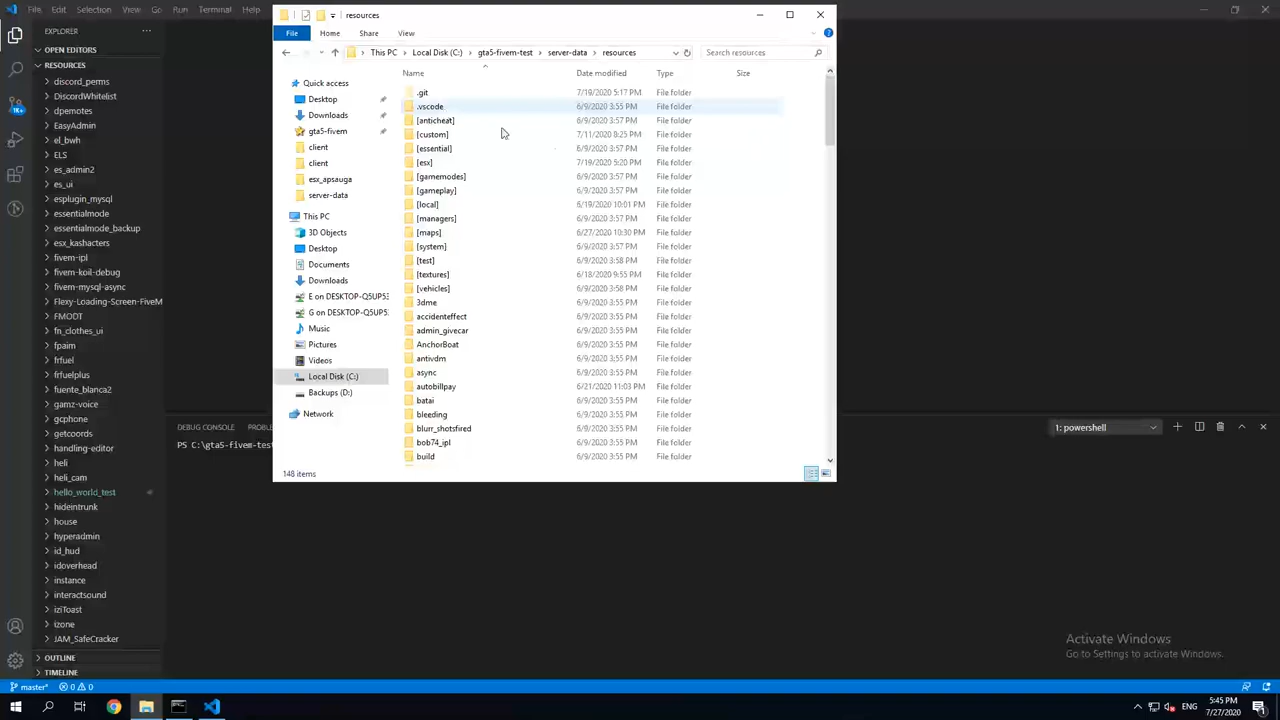 File
Edit
Run
Terminal
Help
EXPLORER
OPEN EDITORS
RESOURCES
discord_perms
DiscordWhitelist
dpemotes
EasyAdmin
el_bwh
ELS
es_admin2
es_ui
esplugin_mysql
essentialmode
essentialmode_backup
esx_kashacters
fivem-ipl
fivem-koil-debug
fivem-mysql-async
Flexy-Loading-Screen-FiveM
FMODT
fn_clothes_ui
fpaim
frfuel
frfuelplus
fuente_blanca2
gamz-voice
gcphone
getcoords
handling-editor
heli
heli_cam
hello_world_test
hideintrunk
house
hyperadmin
id_hud
idoverhead
instance
interactsound
iziToast
izone
JAM_SafeCracker
OUTLINE
TIMELINE
resources
File Home Share View
This PC > Local Disk (C:) > gta5-fivem-test > server-data > resources
Search resources
Quick access
Desktop
Downloads
gta5-fivem
client
client
esx_apsauga
server-data
This PC
3D Objects
Desktop
Documents
Downloads
E on DESKTOP-Q5UP53
G on DESKTOP-Q5UP5
Music
Pictures
Videos
Local Disk (C:)
Backups (D:)
Network
Name Date modified Type Size
.git 7/19/2020 5:17 PM File folder
.vscode 6/9/2020 3:55 PM File folder
[anticheat] 6/9/2020 3:57 PM File folder
[custom] 7/11/2020 8:25 PM File folder
[essential] 6/9/2020 3:57 PM File folder
[esx] 7/19/2020 5:20 PM File folder
[gamemodes] 6/9/2020 3:57 PM File folder
[gameplay] 6/9/2020 3:57 PM File folder
[local] 6/19/2020 10:01 PM File folder
[managers] 6/9/2020 3:57 PM File folder
[maps] 6/27/2020 10:30 PM File folder
[system] 6/9/2020 3:57 PM File folder
[test] 6/9/2020 3:58 PM File folder
[textures] 6/18/2020 9:55 PM File folder
[vehicles] 6/9/2020 3:58 PM File folder
3dme 6/9/2020 3:55 PM File folder
accidenteffect 6/9/2020 3:55 PM File folder
admin_givecar 6/9/2020 3:55 PM File folder
AnchorBoat 6/9/2020 3:55 PM File folder
antivdm 6/9/2020 3:55 PM File folder
async 6/9/2020 3:55 PM File folder
autobillpay 6/21/2020 11:03 PM File folder
batai 6/9/2020 3:55 PM File folder
bleeding 6/9/2020 3:55 PM File folder
blurr_shotsfired 6/9/2020 3:55 PM File folder
bob74_ipl 6/9/2020 3:55 PM File folder
build 6/9/2020 3:55 PM File folder
148 items
DEBUG CONSOLE
1: powershell
PS C:\gta5-fivem-test
Activate Windows
Go to Settings to activate Windows.
master* 0 0
ENG
5:45 PM
7/27/2020